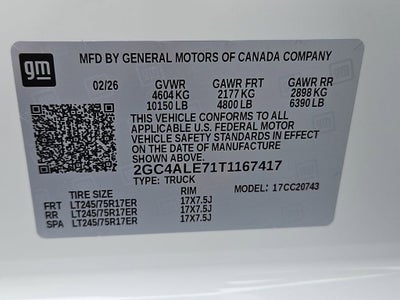 gm
MFD BY GENERAL MOTORS OF CANADA COMPANY
02/26 GVWR GAWR FRT GAWR RR
4604 KG 2177 KG 2898 KG
10150 LB 4800 LB 6390 LB
THIS VEHICLE CONFORMS TO ALL
APPLICABLE U.S. FEDERAL MOTOR
VEHICLE SAFETY STANDARDS IN EFFECT
ON THE DATE OF MANUFACTURE
SHOWN ABOVE.
2GC4ALE71T1167417
TYPE: TRUCK MODEL: 17CC20743
TIRE SIZE RIM
FRT LT245/75R17ER 17X7.5J
RR LT245/75R17ER 17X7.5J
SPA LT245/75R17ER 17X7.5J